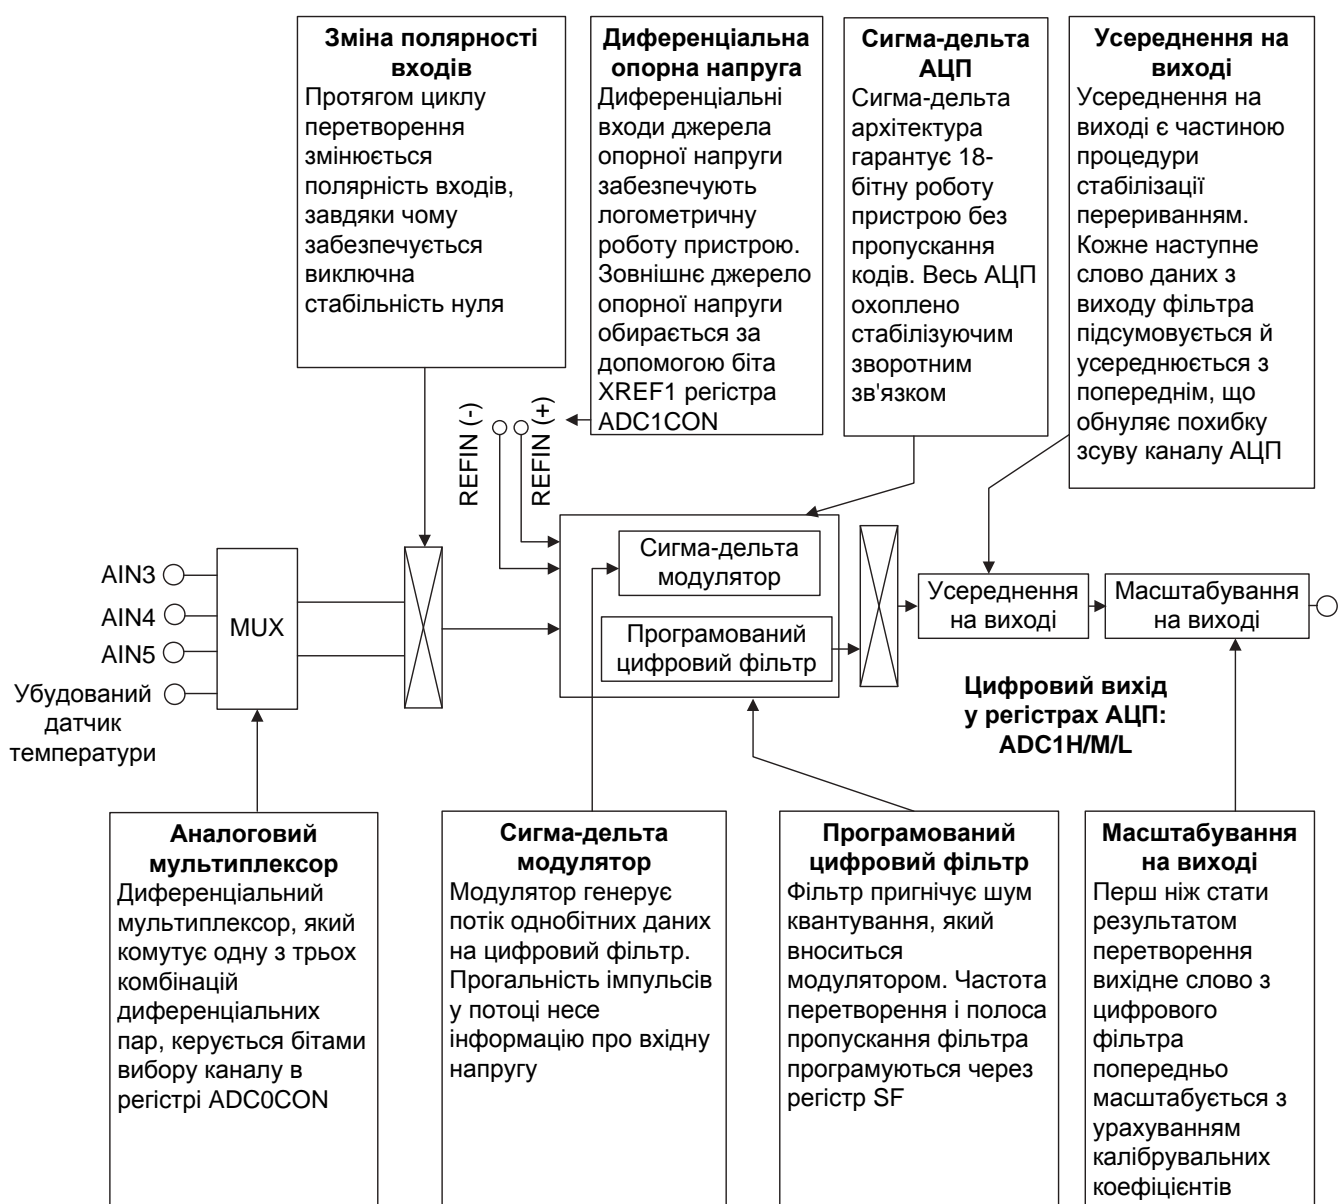 Зміна полярності
входів
Протягом циклу
перетворення
змінюється
полярність входів,
завдяки чому
забезпечується
виключна
стабільність нуля
Диференціальна
опорна напруга
Диференціальні
входи джерела
опорної напруги
забезпечують
логометричну
роботу пристрою.
Зовнішнє джерело
опорної напруги
обирається за
допомогою біта
XREF1 регістра
ADC1CON
Сигма-дельта
АЦП
Сигма-дельта
архітектура
гарантує 18-
бітну роботу
пристрою без
пропускання
кодів. Весь АЦП
охоплено
стабілізуючим
зворотним
зв'язком
Усереднення на
виході
Усереднення на
виході є частиною
процедури
стабілізації
перериванням.
Кожне наступне
слово даних з
виходу фільтра
підсумовується й
усереднюється з
попереднім, що
обнуляє похибку
зсуву каналу АЦП
REFIN (-)
REFIN (+)
AIN3
AIN4
AIN5
Убудований
датчик
температури
MUX
Сигма-дельта
модулятор
Програмований
цифровий фільтр
Усереднення
на виході
Масштабування
на виході
Цифровий вихід
у регістрах АЦП:
ADC1H/M/L
Аналоговий
мультиплексор
Диференціальний
мультиплексор, який
комутує одну з трьох
комбінацій
диференціальних
пар, керується бітами
вибору каналу в
регістрі ADC0CON
Сигма-дельта
модулятор
Модулятор генерує
потік однобітних даних
на цифровий фільтр.
Прогальність імпульсів
у потоці несе
інформацію про вхідну
напругу
Програмований
цифровий фільтр
Фільтр пригнічує шум
квантування, який
вноситься
модулятором. Частота
перетворення і полоса
пропускання фільтра
програмуються через
регістр SF
Масштабування
на виході
Перш ніж стати
результатом
перетворення
вихідне слово з
цифрового
фільтра
попередньо
масштабується з
урахуванням
калібрувальних
коефіцієнтів